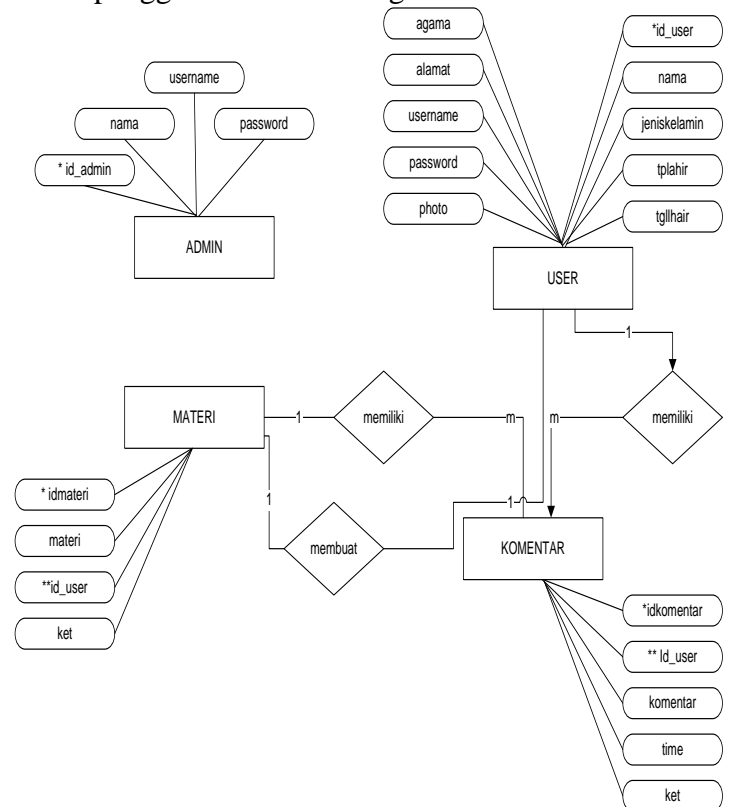 agama
*id_user
alamat
nama
username
jeniskelamin
password
tplahir
photo
tgllhair
username
nama
password
* id_admin
ADMIN
USER
1
MATERI
1
memiliki
m
m
memiliki
* idmateri
1
1
materi
membuat
KOMENTAR
**id_user
ket
*idkomentar
** Id_user
komentar
time
ket